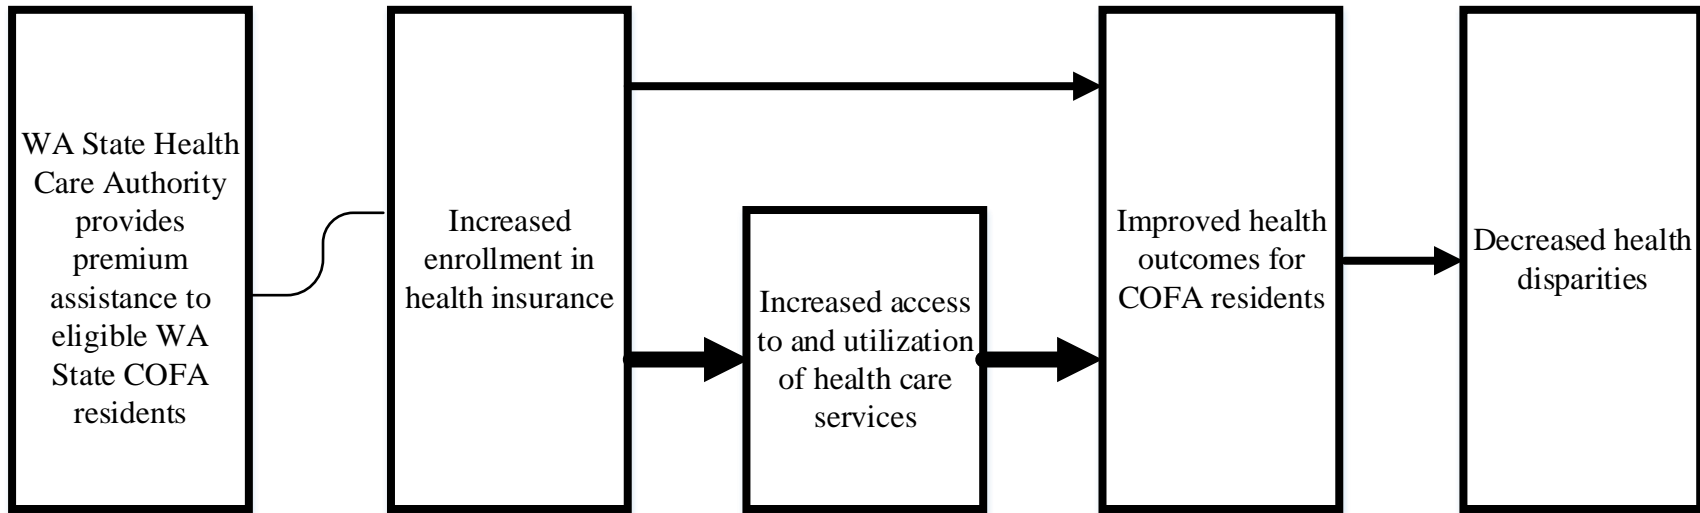 WA State Health
Care Authority
provides
premium
assistance to
eligible WA
State COFA
residents
Increased
enrollment in
health insurance
Increased access
to and utilization
of health care
services
Improved health
outcomes for
COFA residents
Decreased health
disparities